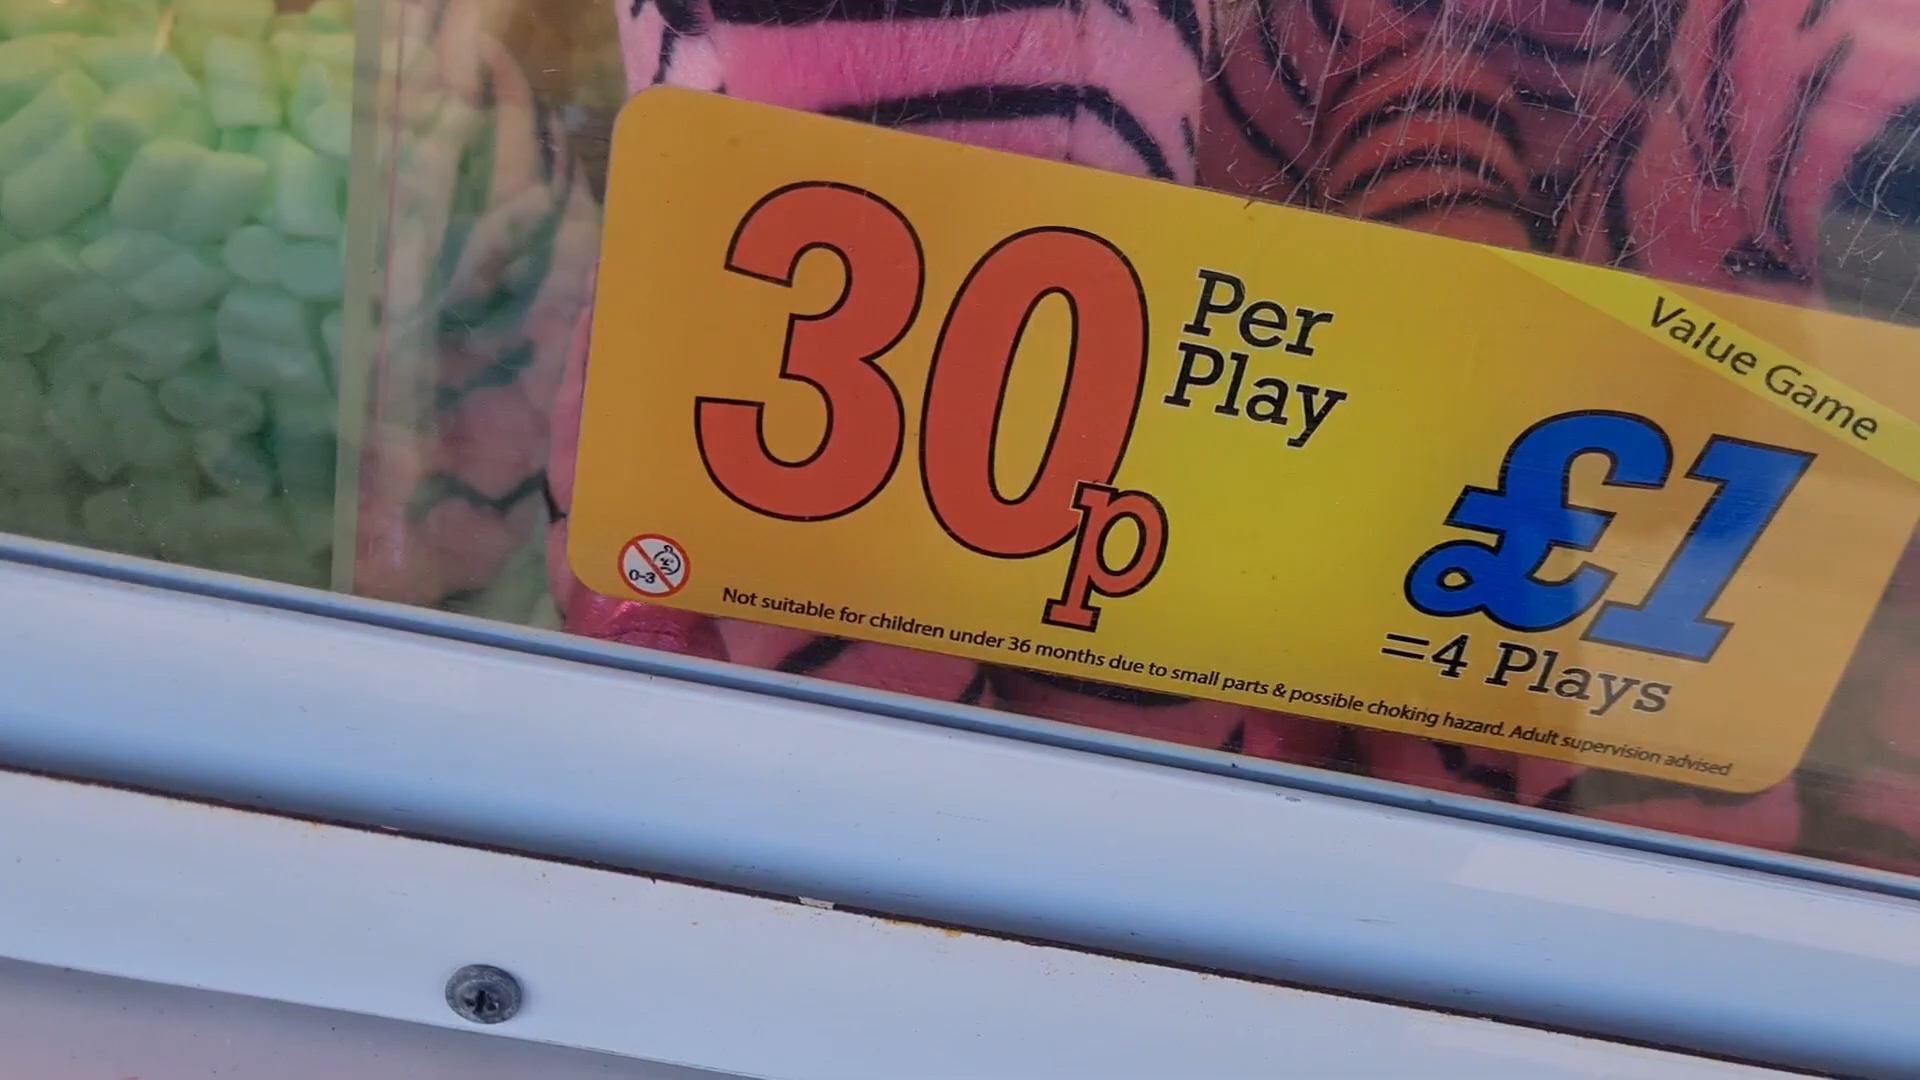 30p
Per
Play
Value Game
£1
=4 Plays
0-3
Not suitable for children under 36 months due to small parts & possible choking hazard. Adult supervision advised